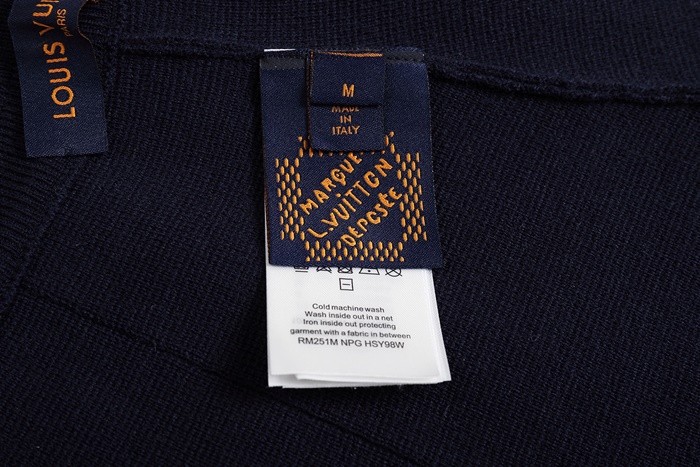 LOUIS VU
PARIS
M
MADE
IN
ITALY
MARQUE
L.VUITTON
DÉPOSÉE
Cold machine wash
Wash inside out in a net
Iron inside out protecting
garment with a fabric in between
RM251M NPG HSY98W